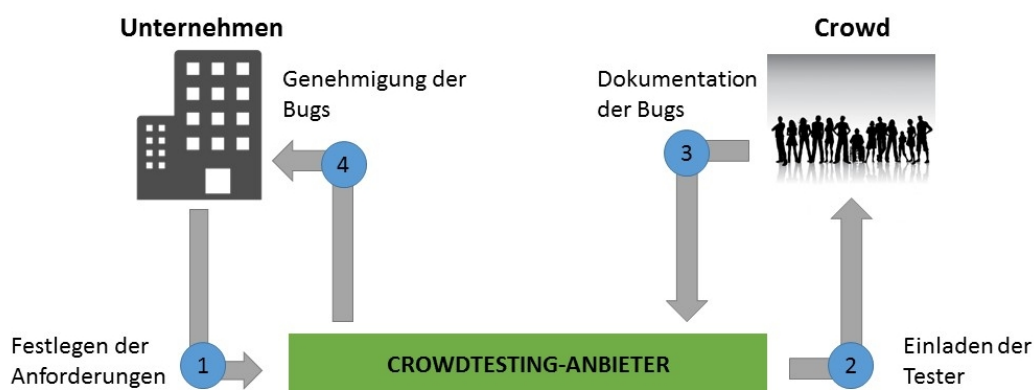 Unternehmen
Crowd
Genehmigung der
Bugs
Dokumentation
der Bugs
4
3
Festlegen der
Anforderungen
1
CROWDTESTING-ANBIETER
2
Einladen der
Tester